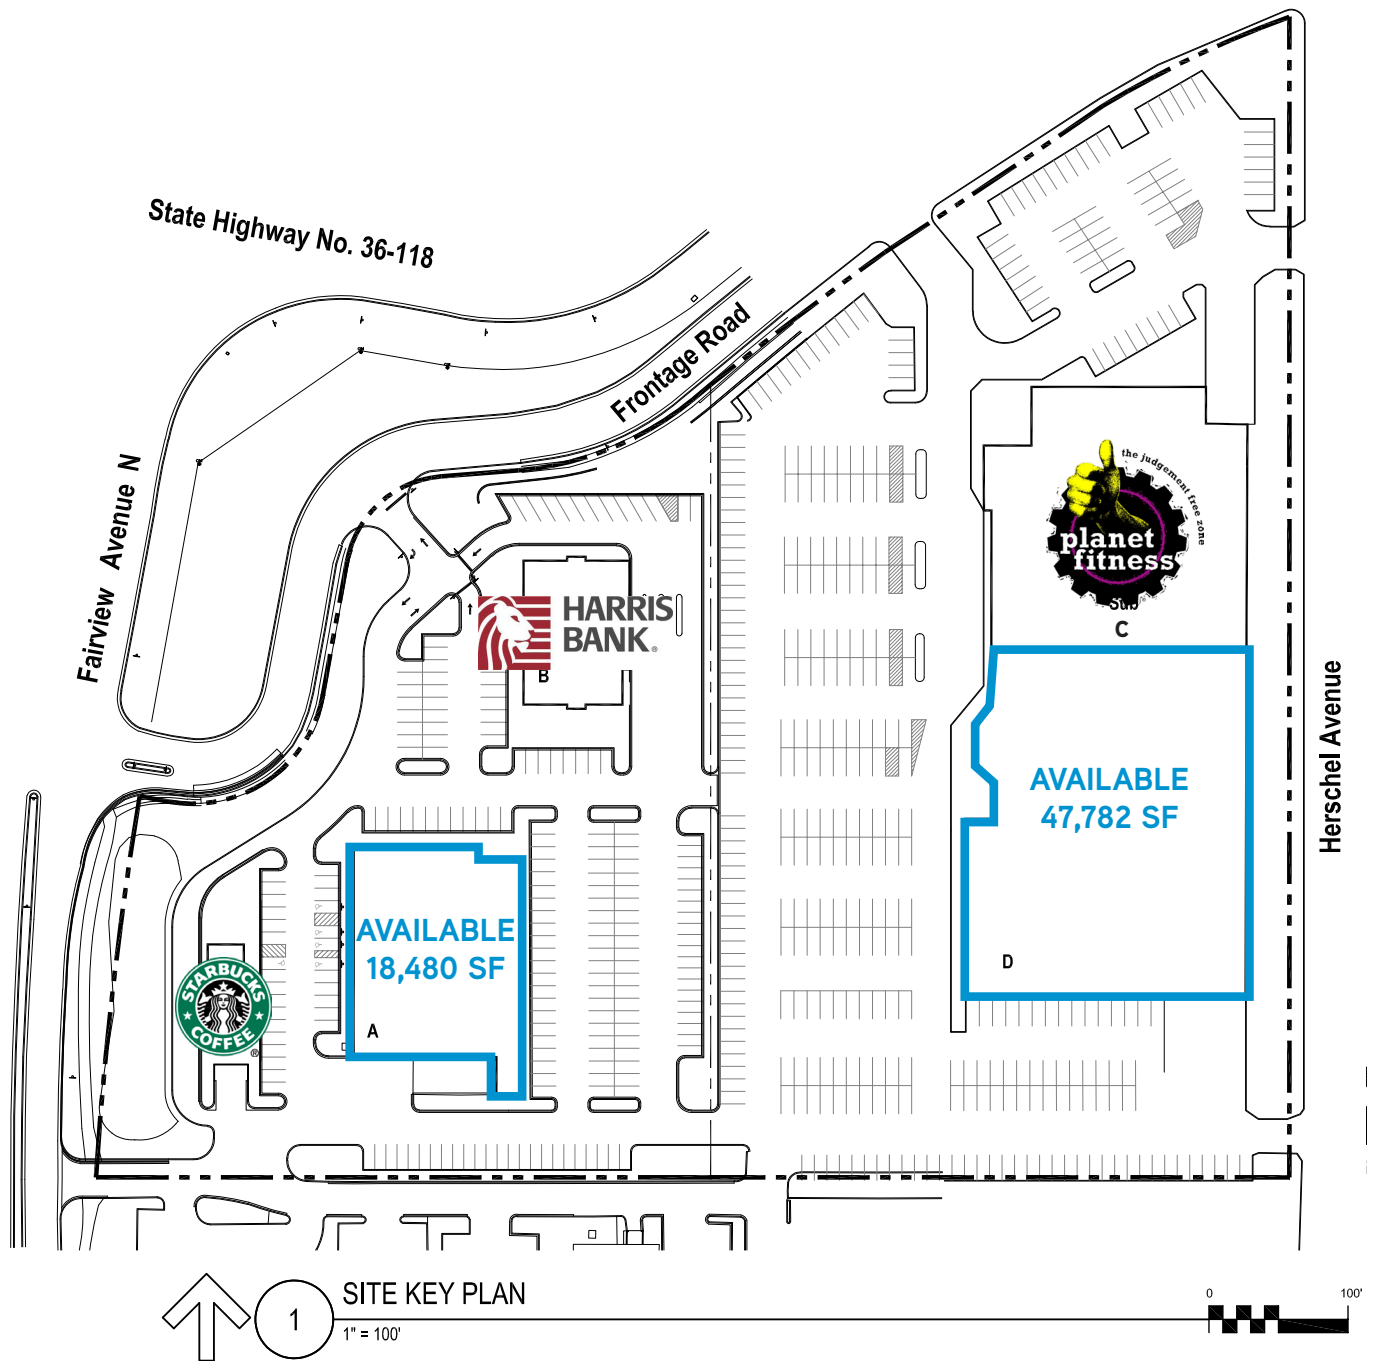 State Highway No. 36-118
Frontage Road
Fairview Avenue N
the judgement free zone
planet
fitness
Sub
C
HARRIS
BANK
B
Herschel Avenue
AVAILABLE
47,782 SF
D
AVAILABLE
18,480 SF
A
STARBUCKS
COFFEE
®
SITE KEY PLAN
1
1" = 100'
0
100'